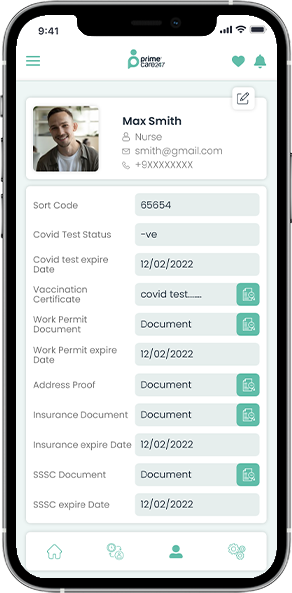 9:41
prime
care247
Max Smith
Nurse
smith@gmail.com
+9XXXXXXXX
Sort Code 65654
Covid Test Status -ve
Covid test expire
Date 12/02/2022
Vaccination
Certificate covid test.......
Work Permit
Document Document
Work Permit expire
Date 12/02/2022
Address Proof Document
Insurance Document Document
Insurance expire Date 12/02/2022
SSSC Document Document
SSSC expire Date 12/02/2022